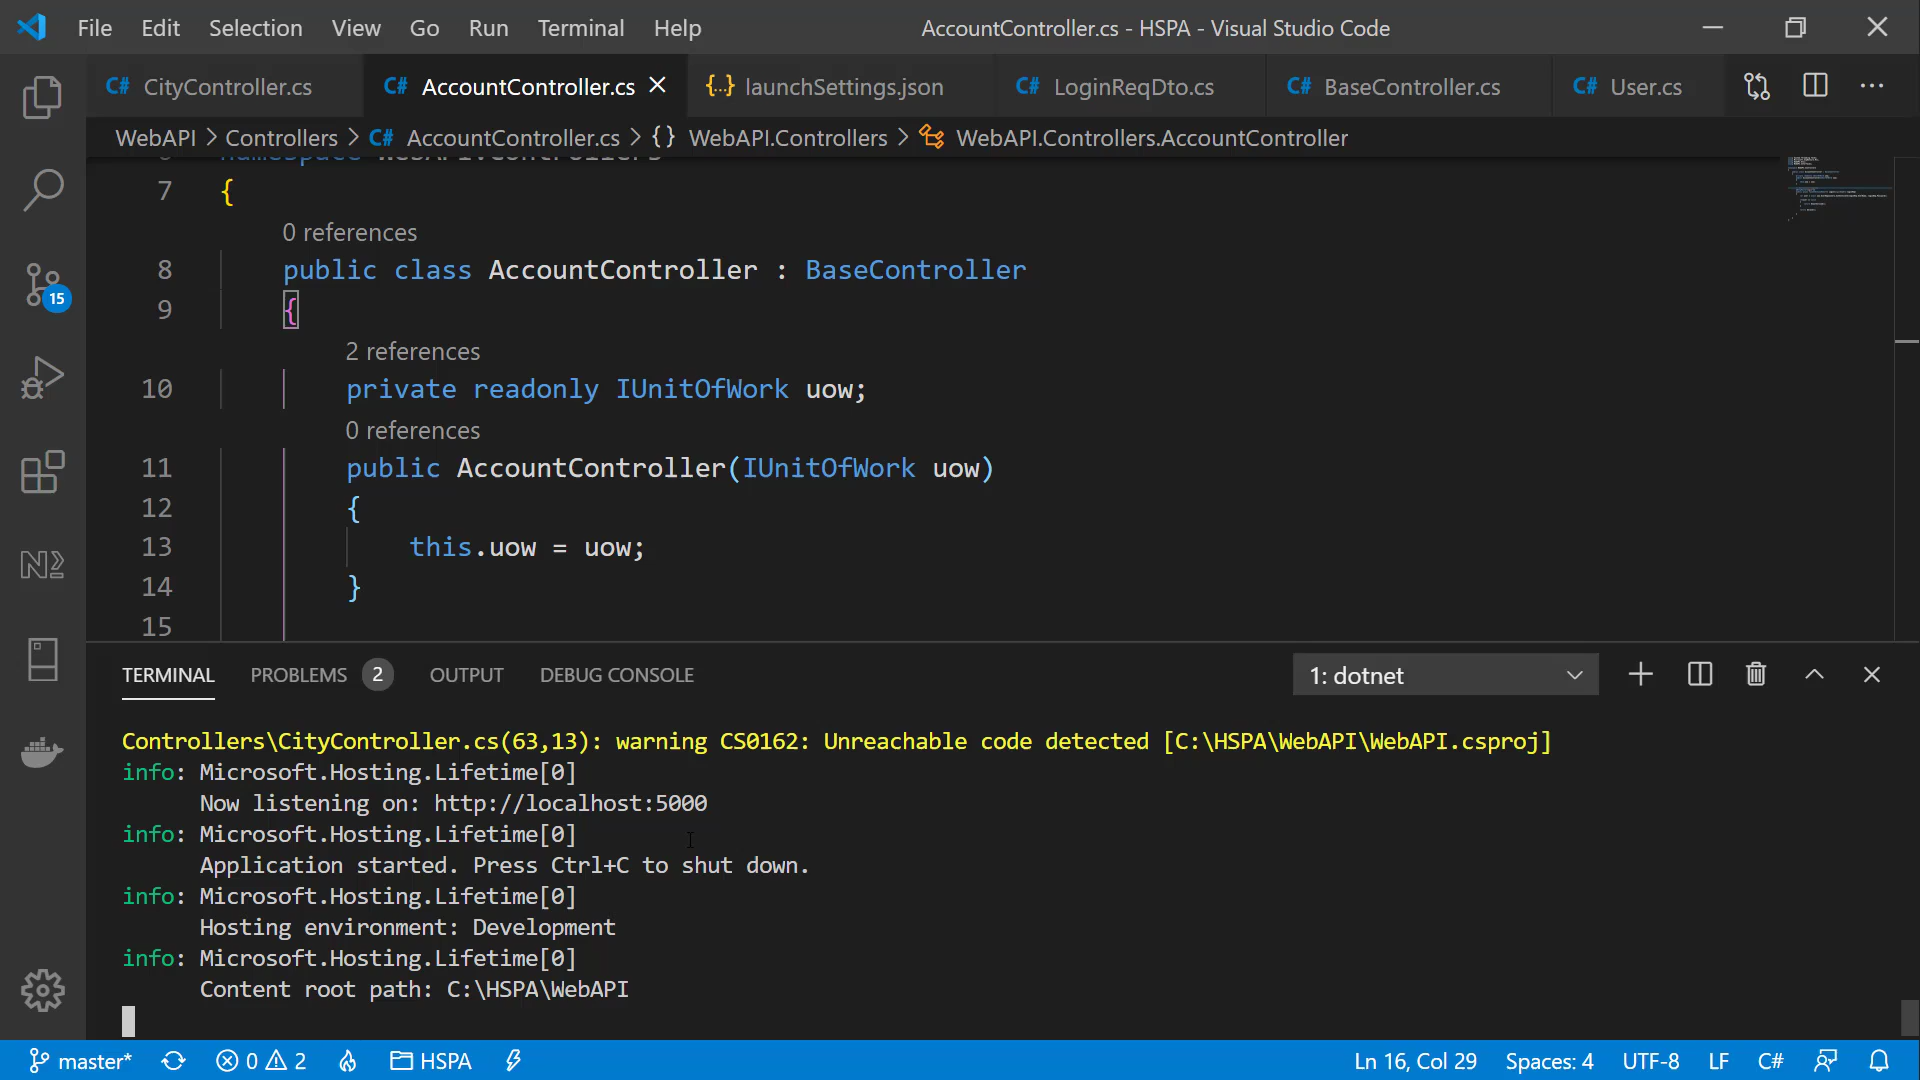 File Edit Selection View Go Run Terminal Help AccountController.cs - HSPA - Visual Studio Code
C# CityController.cs C# AccountController.cs {..} launchSettings.json C# LoginReqDto.cs C# BaseController.cs C# User.cs ...
WebAPI > Controllers > C# AccountController.cs > {} WebAPI.Controllers > WebAPI.Controllers.AccountController
namespace WebAPI.Controllers
7 {
0 references
8 public class AccountController : BaseController
9 {
2 references
10 private readonly IUnitOfWork uow;
0 references
11 public AccountController(IUnitOfWork uow)
12 {
13 this.uow = uow;
14 }
15
15
TERMINAL PROBLEMS 2 OUTPUT DEBUG CONSOLE 1: dotnet
Controllers\CityController.cs(63,13): warning CS0162: Unreachable code detected [C:\HSPA\WebAPI\WebAPI.csproj]
info: Microsoft.Hosting.Lifetime[0]
Now listening on: http://localhost:5000
info: Microsoft.Hosting.Lifetime[0]
Application started. Press Ctrl+C to shut down.
info: Microsoft.Hosting.Lifetime[0]
Hosting environment: Development
info: Microsoft.Hosting.Lifetime[0]
Content root path: C:\HSPA\WebAPI
master* 0 2 HSPA Ln 16, Col 29 Spaces: 4 UTF-8 LF C#